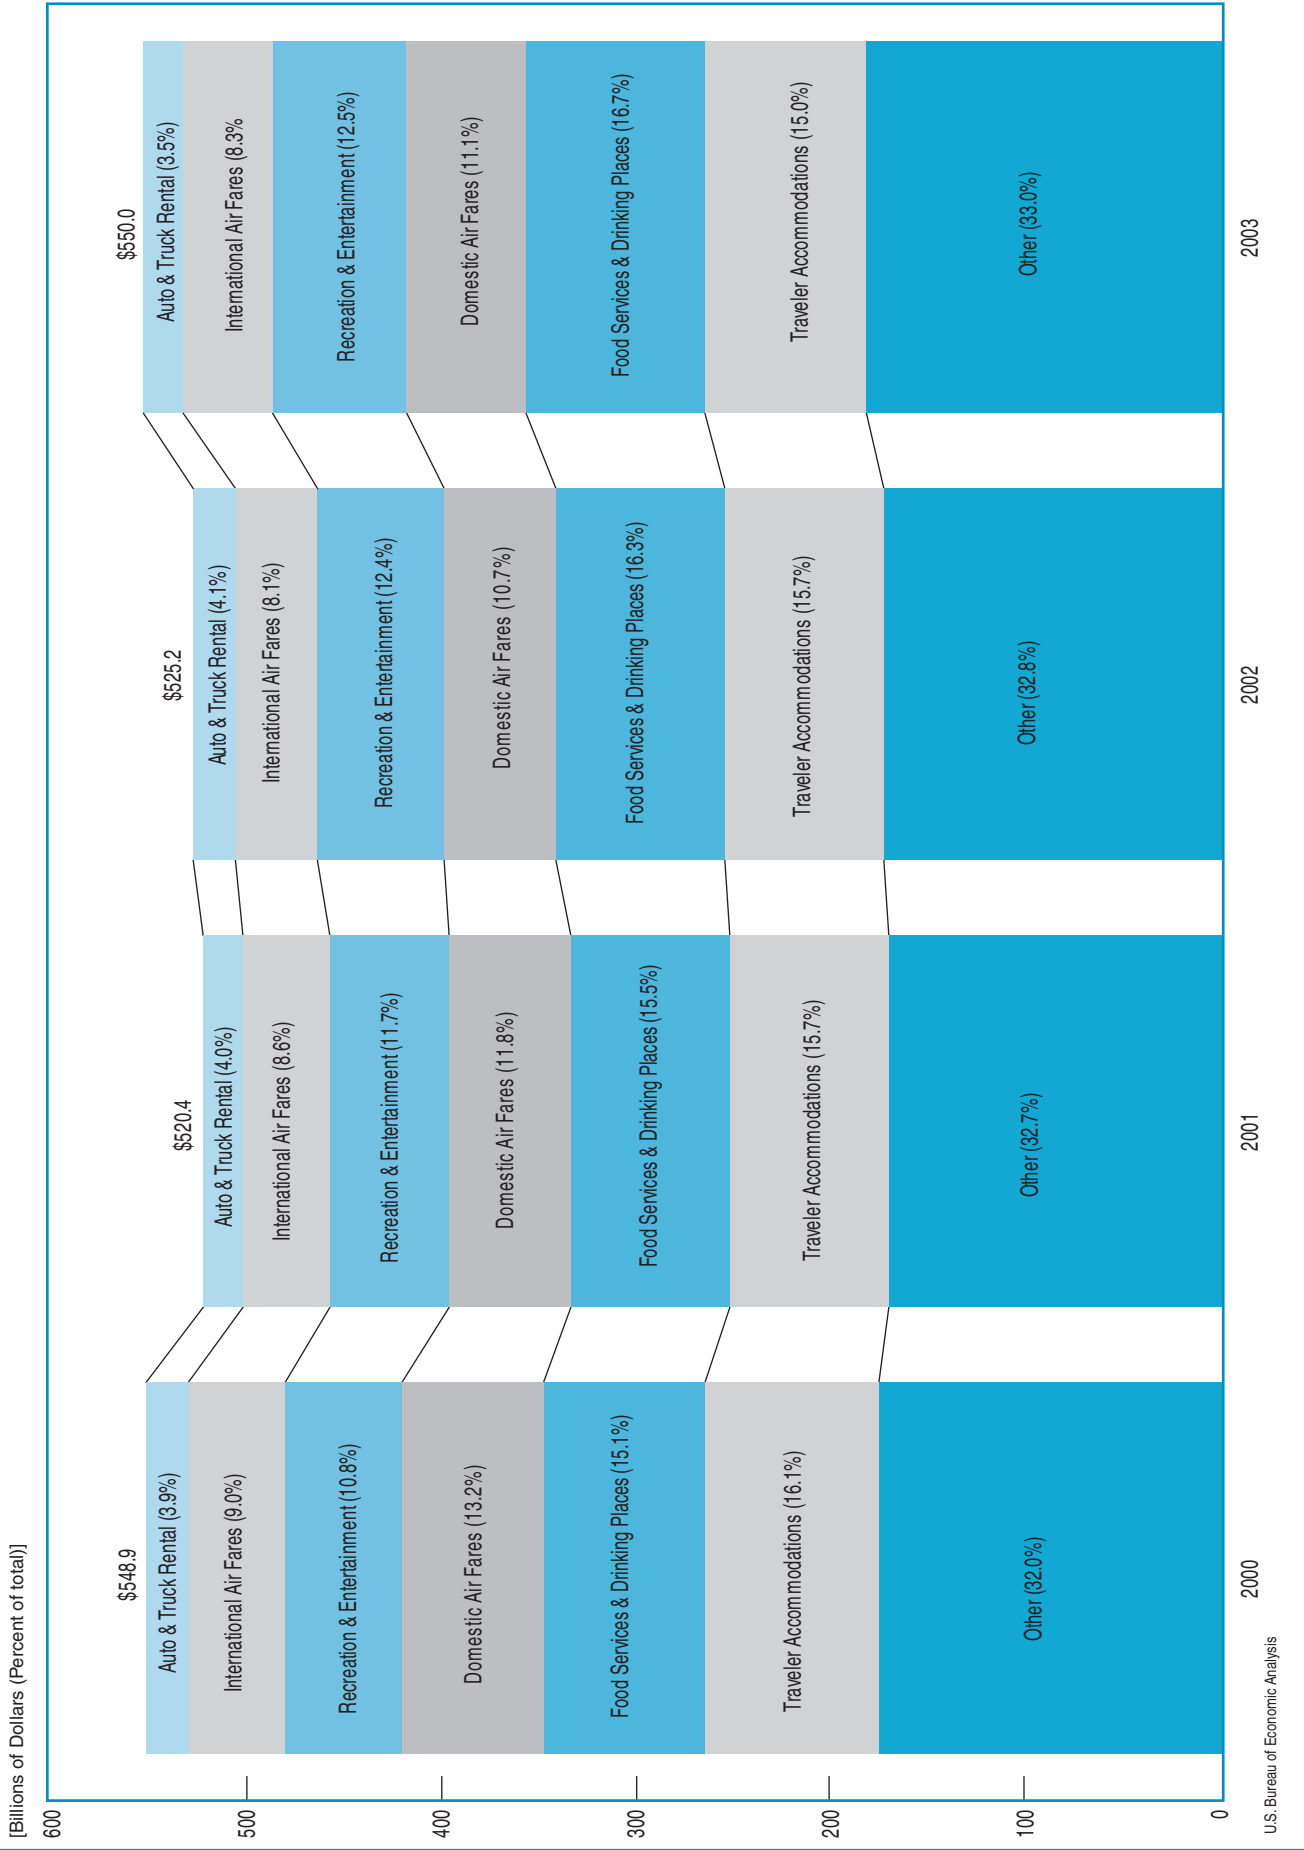 [Billions of Dollars (Percent of total)]
600
500
400
300
200
100
0
$548.9
Auto & Truck Rental (3.9%)
International Air Fares (9.0%)
Recreation & Entertainment (10.8%)
Domestic Air Fares (13.2%)
Food Services & Drinking Places (15.1%)
Traveler Accommodations (16.1%)
Other (32.0%)
2000
$520.4
Auto & Truck Rental (4.0%)
International Air Fares (8.6%)
Recreation & Entertainment (11.7%)
Domestic Air Fares (11.8%)
Food Services & Drinking Places (15.5%)
Traveler Accommodations (15.7%)
Other (32.7%)
2001
$525.2
Auto & Truck Rental (4.1%)
International Air Fares (8.1%)
Recreation & Entertainment (12.4%)
Domestic Air Fares (10.7%)
Food Services & Drinking Places (16.3%)
Traveler Accommodations (15.7%)
Other (32.8%)
2002
$550.0
Auto & Truck Rental (3.5%)
International Air Fares (8.3%
Recreation & Entertainment (12.5%)
Domestic Air Fares (11.1%)
Food Services & Drinking Places (16.7%)
Traveler Accommodations (15.0%)
Other (33.0%)
2003
U.S. Bureau of Economic Analysis